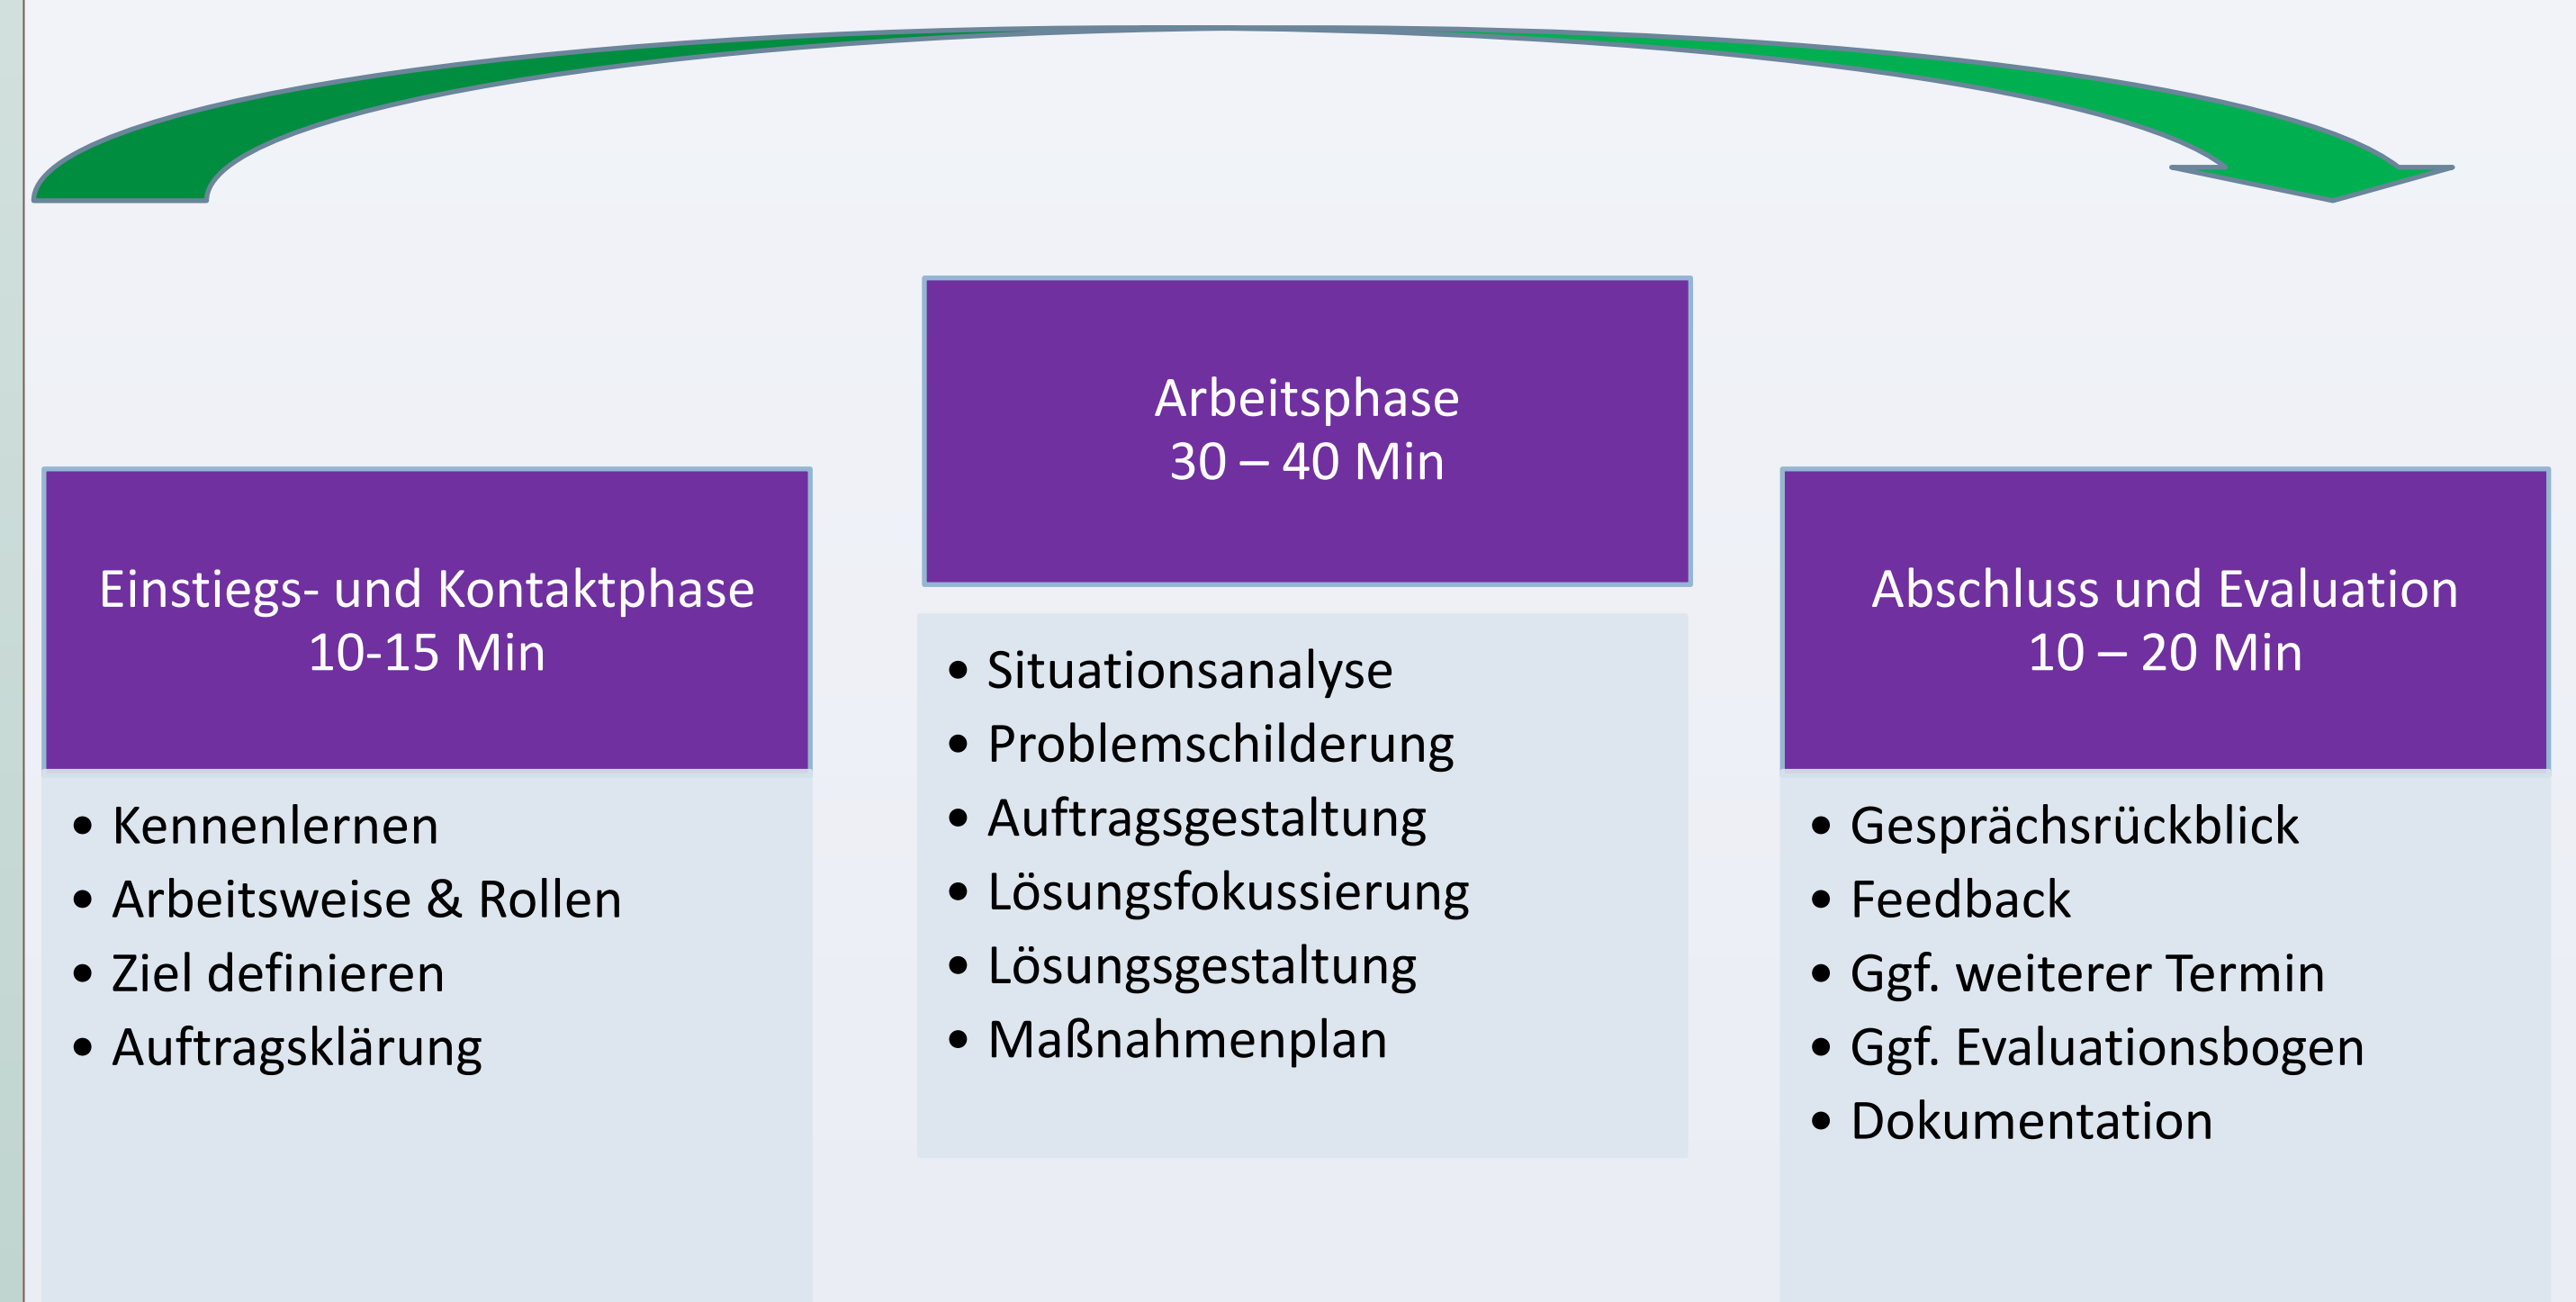 Einstiegs- und Kontaktphase
10-15 Min
• Kennenlernen
• Arbeitsweise & Rollen
• Ziel definieren
• Auftragsklärung
Arbeitsphase
30 – 40 Min
• Situationsanalyse
• Problemschilderung
• Auftragsgestaltung
• Lösungsfokussierung
• Lösungsgestaltung
• Maßnahmenplan
Abschluss und Evaluation
10 – 20 Min
• Gesprächsrückblick
• Feedback
• Ggf. weiterer Termin
• Ggf. Evaluationsbogen
• Dokumentation